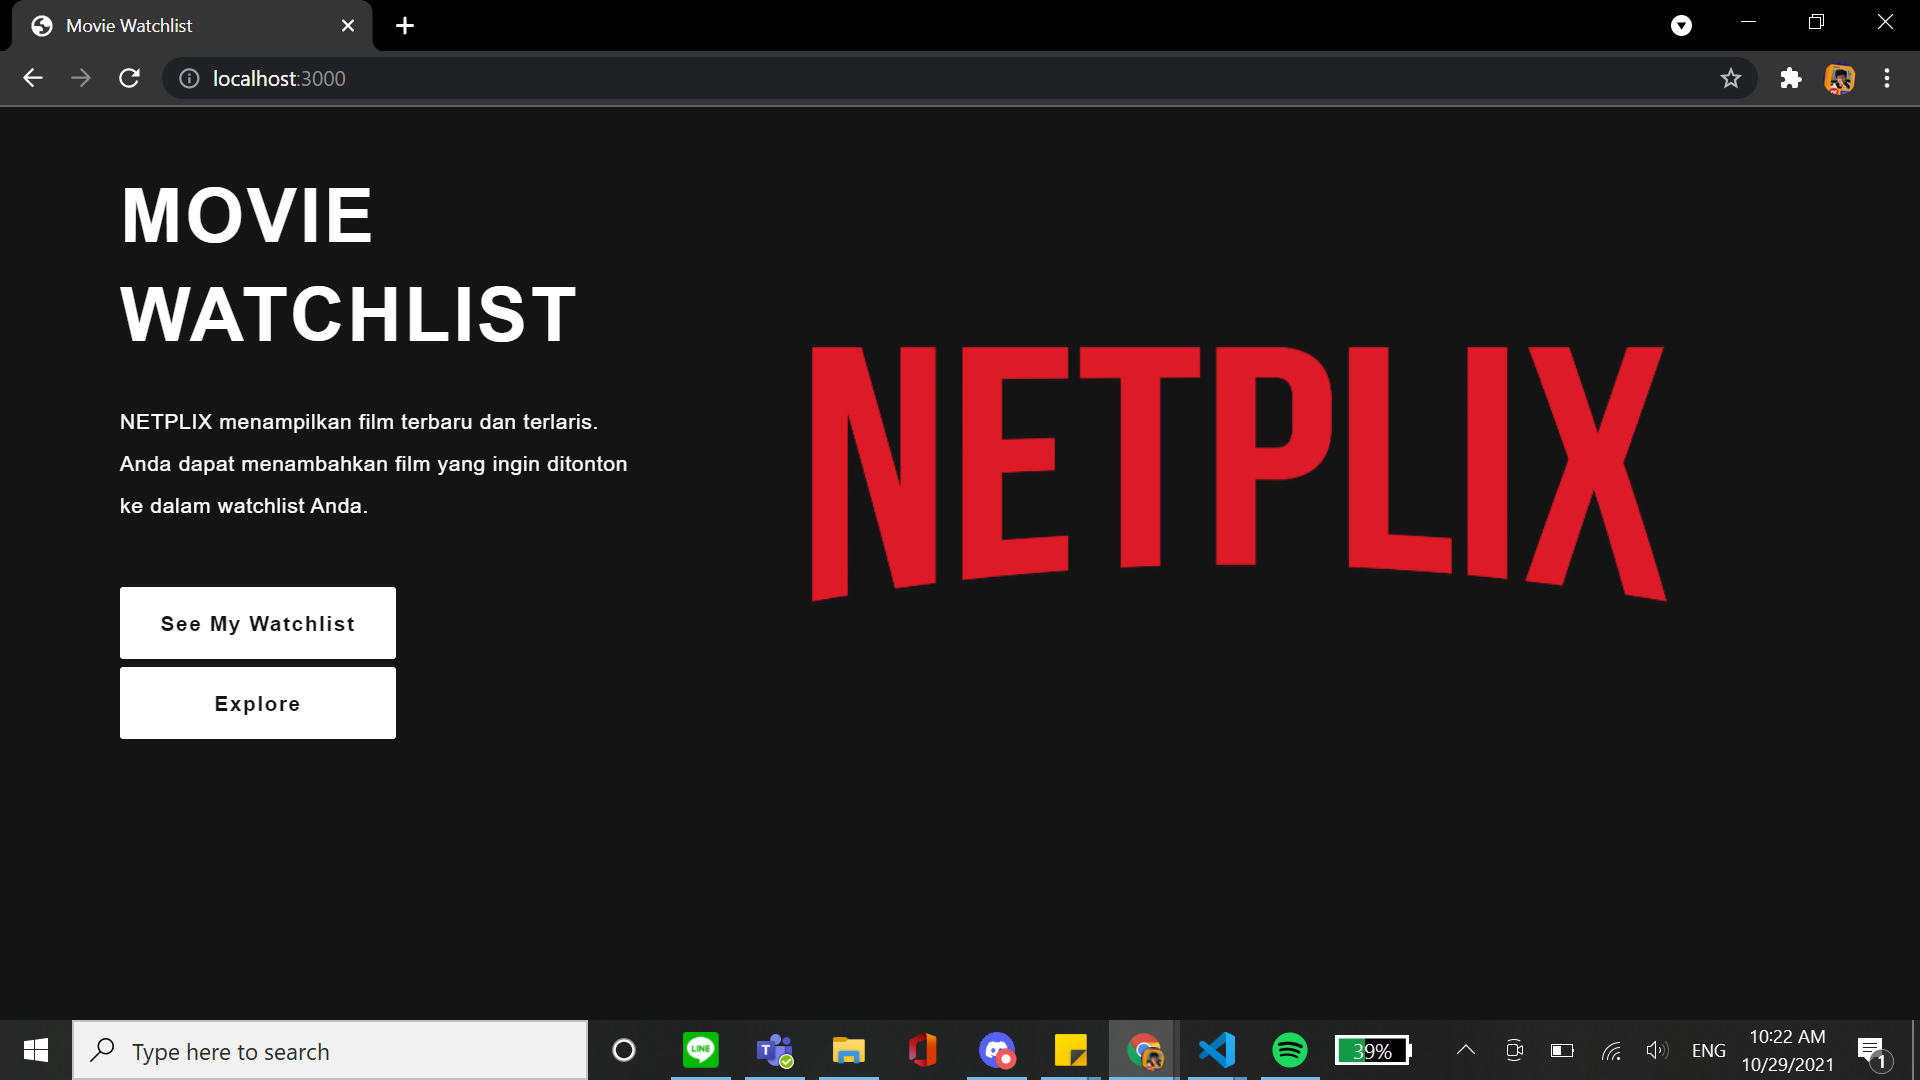 Movie Watchlist
localhost:3000
MOVIE
WATCHLIST
NETPLIX menampilkan film terbaru dan terlaris.
Anda dapat menambahkan film yang ingin ditonton
ke dalam watchlist Anda.
See My Watchlist
Explore
NETPLIX
Type here to search
LINE
T
39%
ENG
10:22 AM
10/29/2021
1